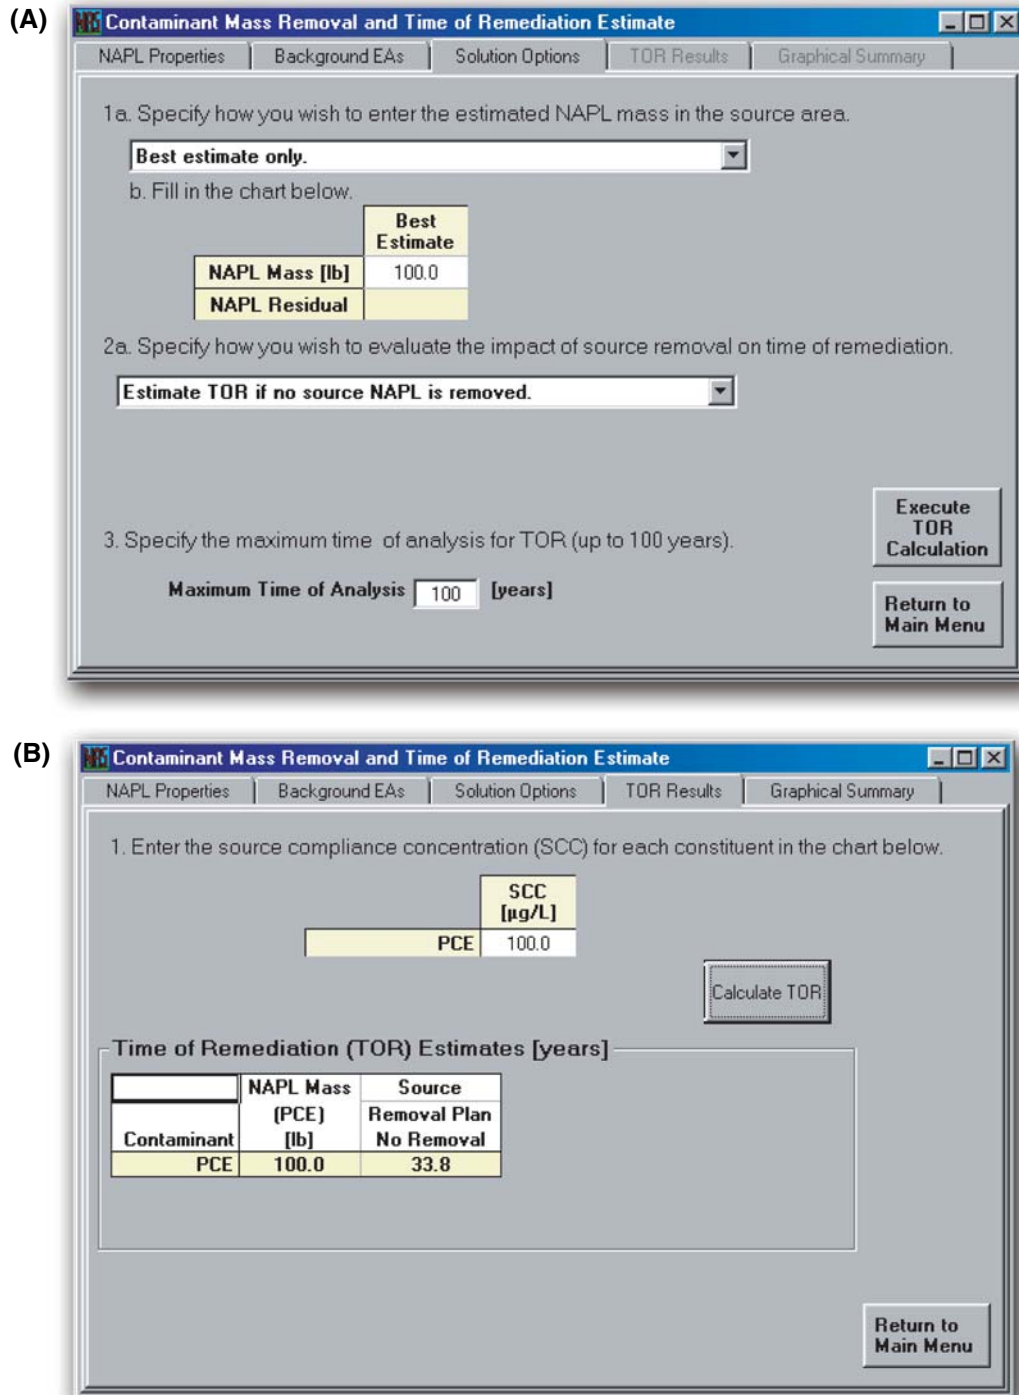 (A)
Contaminant Mass Removal and Time of Remediation Estimate
NAPL Properties Background EAs Solution Options TOR Results Graphical Summary
1a. Specify how you wish to enter the estimated NAPL mass in the source area.
Best estimate only.
b. Fill in the chart below.
Best
Estimate
NAPL Mass [lb] 100.0
NAPL Residual
2a. Specify how you wish to evaluate the impact of source removal on time of remediation.
Estimate TOR if no source NAPL is removed.
Execute
TOR
Calculation
3. Specify the maximum time of analysis for TOR (up to 100 years).
Maximum Time of Analysis 100 [years]
Return to
Main Menu
(B)
Contaminant Mass Removal and Time of Remediation Estimate
NAPL Properties Background EAs Solution Options TOR Results Graphical Summary
1. Enter the source compliance concentration (SCC) for each constituent in the chart below.
SCC
[µg/L]
PCE 100.0
Calculate TOR
Time of Remediation (TOR) Estimates [years]
NAPL Mass Source
(PCE) Removal Plan
Contaminant [lb] No Removal
PCE 100.0 33.8
Return to
Main Menu